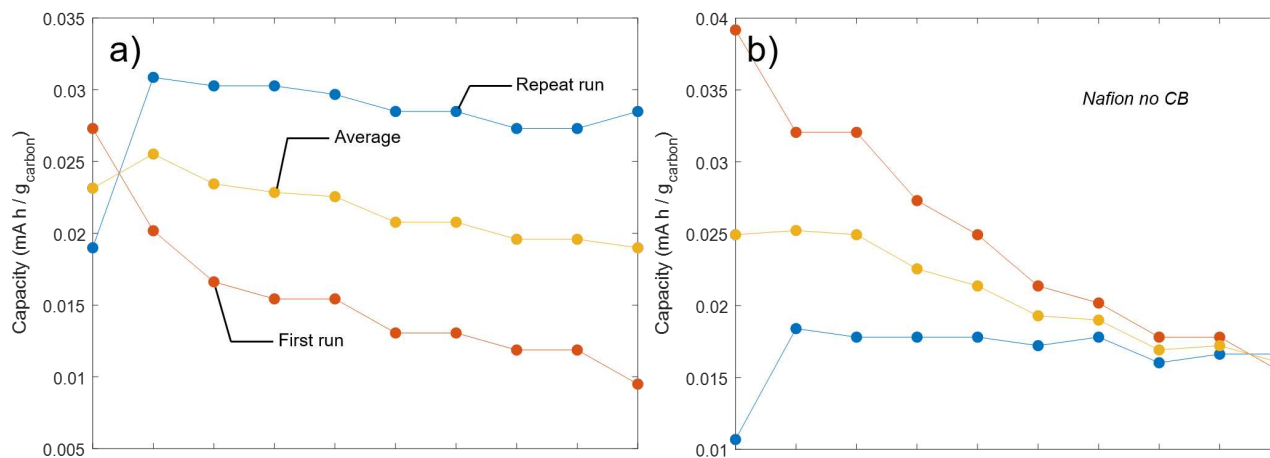 a)
0.035
0.03
0.025
0.02
0.015
0.01
0.005
Capacity (mA h / g_carbon)
Repeat run
Average
First run
b)
0.04
0.035
0.03
0.025
0.02
0.015
0.01
Capacity (mA h / g_carbon)
Nafion no CB